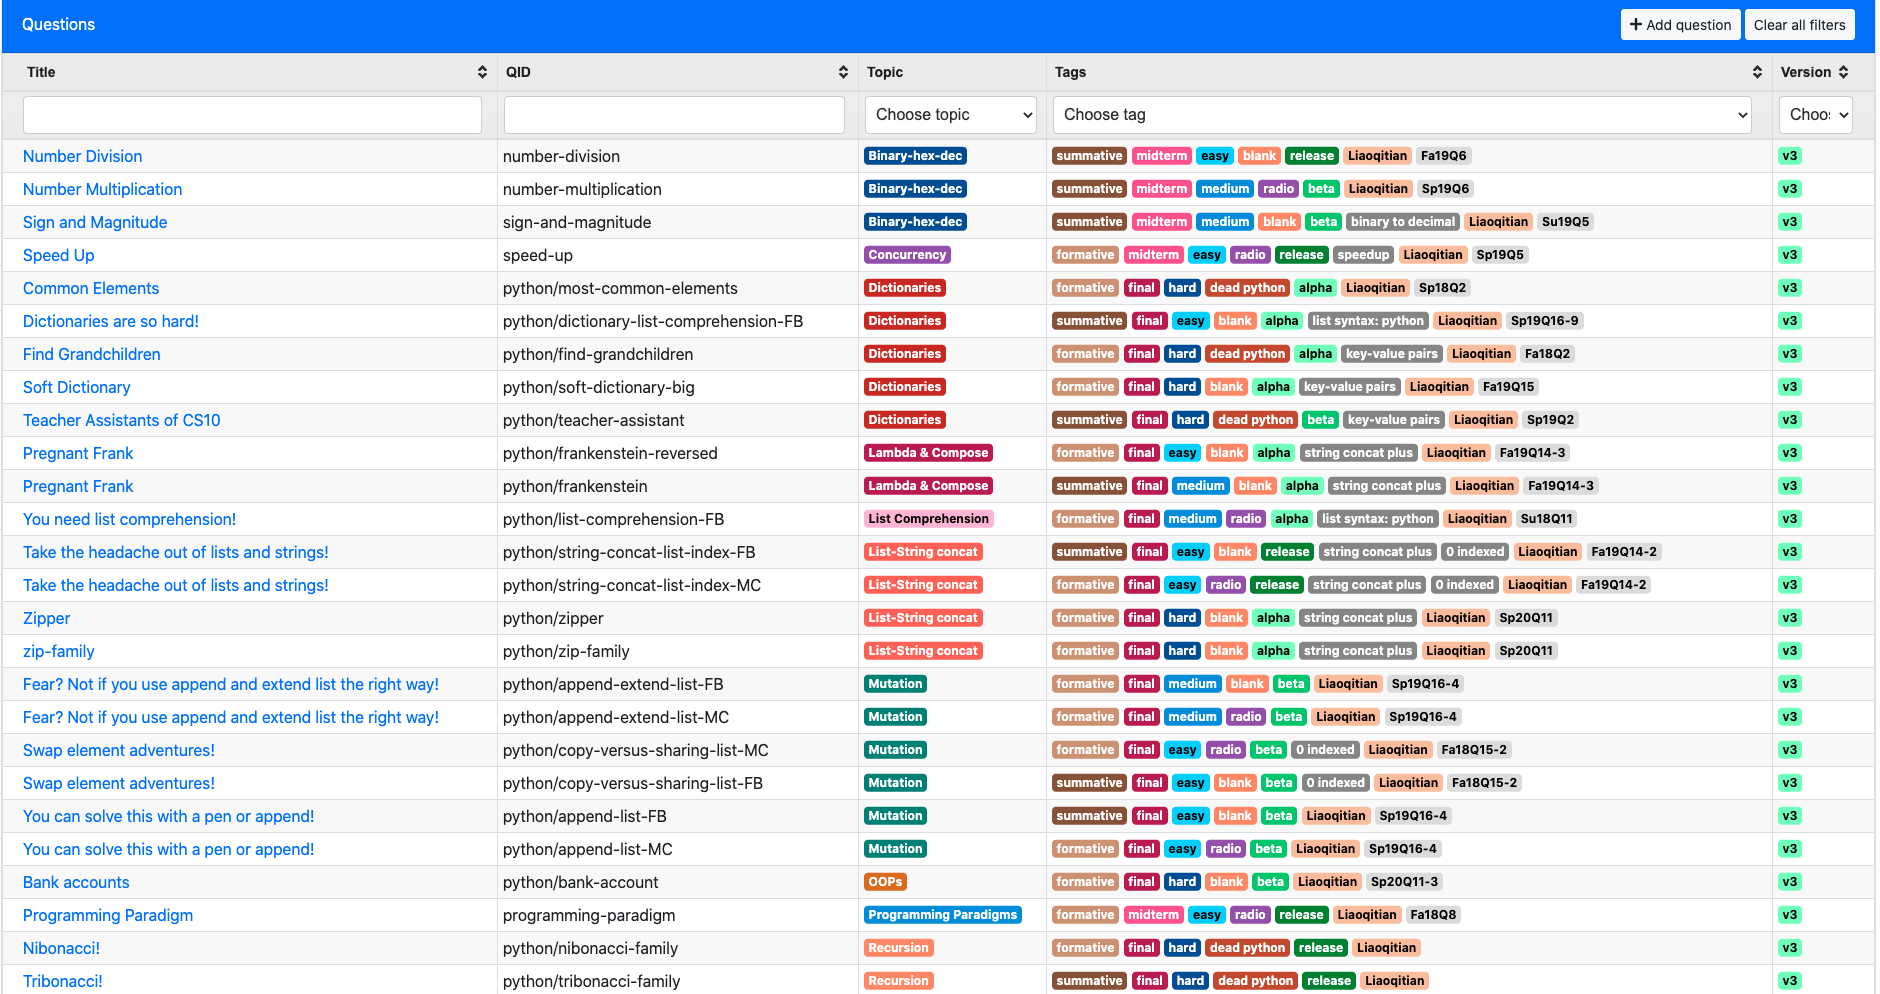 Questions Add question Clear all filters
Title QID Topic Tags Version
Choose topic Choose tag Choo
Number Division number-division Binary-hex-dec summative midterm easy blank release Liaoqitian Fa19Q6 v3
Number Multiplication number-multiplication Binary-hex-dec summative midterm medium radio beta Liaoqitian Sp19Q6 v3
Sign and Magnitude sign-and-magnitude Binary-hex-dec summative midterm medium blank beta binary to decimal Liaoqitian Su19Q5 v3
Speed Up speed-up Concurrency formative midterm easy radio release speedup Liaoqitian Sp19Q5 v3
Common Elements python/most-common-elements Dictionaries formative final hard dead python alpha Liaoqitian Sp18Q2 v3
Dictionaries are so hard! python/dictionary-list-comprehension-FB Dictionaries summative final easy blank alpha list syntax: python Liaoqitian Sp19Q16-9 v3
Find Grandchildren python/find-grandchildren Dictionaries formative final hard dead python alpha key-value pairs Liaoqitian Fa18Q2 v3
Soft Dictionary python/soft-dictionary-big Dictionaries formative final hard blank alpha key-value pairs Liaoqitian Fa19Q15 v3
Teacher Assistants of CS10 python/teacher-assistant Dictionaries summative final hard dead python beta key-value pairs Liaoqitian Sp19Q2 v3
Pregnant Frank python/frankenstein-reversed Lambda & Compose formative final easy blank alpha string concat plus Liaoqitian Fa19Q14-3 v3
Pregnant Frank python/frankenstein Lambda & Compose summative final medium blank alpha string concat plus Liaoqitian Fa19Q14-3 v3
You need list comprehension! python/list-comprehension-FB List Comprehension formative final medium radio alpha list syntax: python Liaoqitian Su18Q11 v3
Take the headache out of lists and strings! python/string-concat-list-index-FB List-String concat summative final easy blank release string concat plus 0 indexed Liaoqitian Fa19Q14-2 v3
Take the headache out of lists and strings! python/string-concat-list-index-MC List-String concat formative final easy radio release string concat plus 0 indexed Liaoqitian Fa19Q14-2 v3
Zipper python/zipper List-String concat formative final hard blank alpha string concat plus Liaoqitian Sp20Q11 v3
zip-family python/zip-family List-String concat formative final hard blank alpha string concat plus Liaoqitian Sp20Q11 v3
Fear? Not if you use append and extend list the right way! python/append-extend-list-FB Mutation formative final medium blank beta Liaoqitian Sp19Q16-4 v3
Fear? Not if you use append and extend list the right way! python/append-extend-list-MC Mutation formative final medium radio beta Liaoqitian Sp19Q16-4 v3
Swap element adventures! python/copy-versus-sharing-list-MC Mutation formative final easy radio beta 0 indexed Liaoqitian Fa18Q15-2 v3
Swap element adventures! python/copy-versus-sharing-list-FB Mutation summative final easy blank beta 0 indexed Liaoqitian Fa18Q15-2 v3
You can solve this with a pen or append! python/append-list-FB Mutation summative final easy blank beta Liaoqitian Sp19Q16-4 v3
You can solve this with a pen or append! python/append-list-MC Mutation formative final easy radio beta Liaoqitian Sp19Q16-4 v3
Bank accounts python/bank-account OOPs formative final hard blank beta Liaoqitian Sp20Q11-3 v3
Programming Paradigm programming-paradigm Programming Paradigms formative midterm easy radio release Liaoqitian Fa18Q8 v3
Nibonacci! python/nibonacci-family Recursion formative final hard dead python release Liaoqitian v3
Tribonacci! python/tribonacci-family Recursion summative final hard dead python release Liaoqitian v3